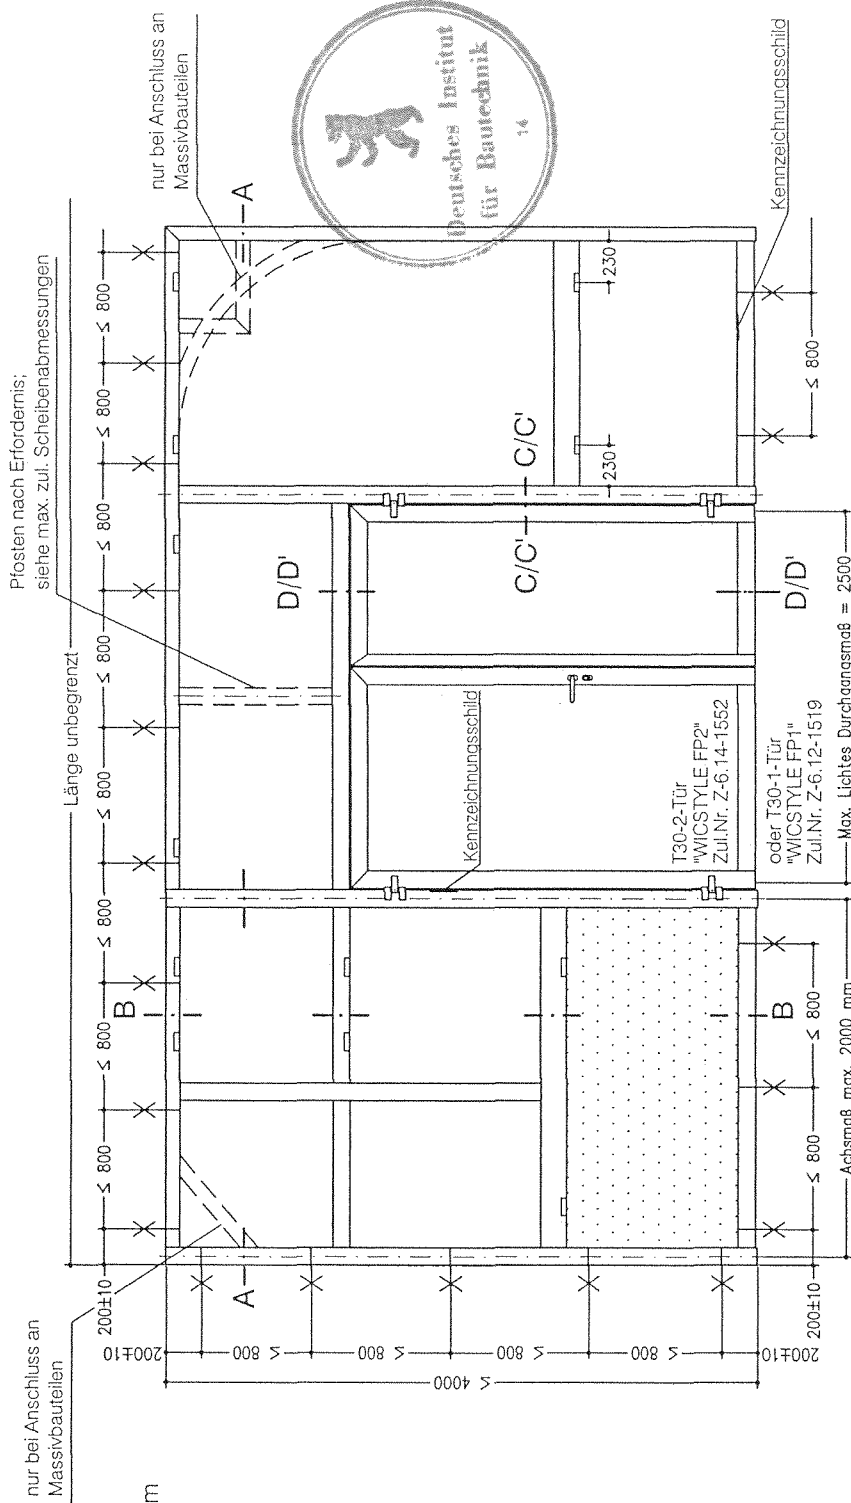 nur bei Anschluss an
Massivbauteilen
Pfosten nach Erfordernis;
siehe max. zul. Scheibenabmessungen
Länge unbegrenzt
nur bei Anschluss an
Massivbauteilen
200±10
≤ 800
≤ 800
≤ 800
≤ 800
≤ 800
≤ 800
≤ 800
≤ 800
B
D/D'
A
A
Deutsches Institut
für Bautechnik
14
200±10
≤ 800
≤ 800
≤ 800
≤ 800
200±10
≤ 4000
m
Kennzeichnungsschild
C/C'
C/C'
230
230
T30-2-Tür
"WICSTYLE FP2"
Zul.Nr. Z-6.14-1552
oder T30-1-Tür
"WICSTYLE FP1"
Zul.Nr. Z-6.12-1519
Kennzeichnungsschild
B
D/D'
200±10
≤ 800
≤ 800
≤ 800
Achsmaß max. 2000 mm
Max. Lichtes Durchgangsmaß = 2500